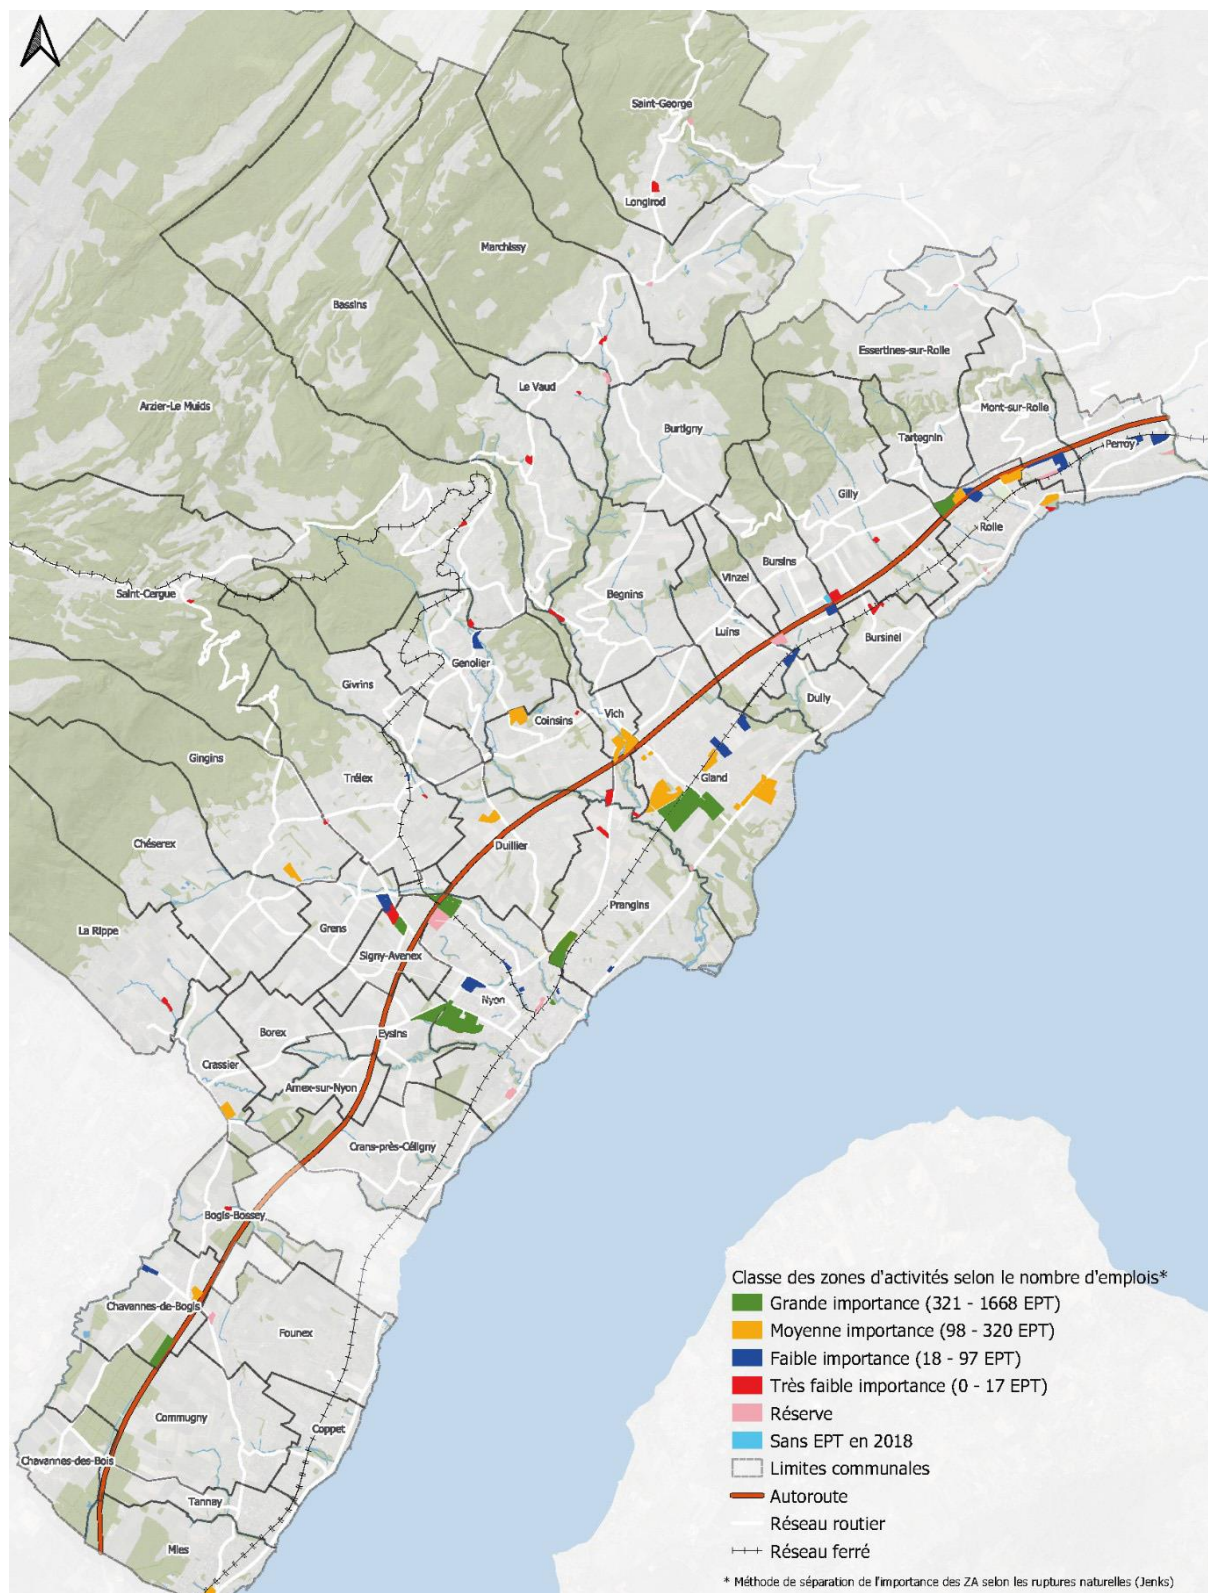 Saint-George
Longirod
Marchissy
Bassins
Essertines-sur-Rolle
Le Vaud
Arzier-Le Muids
Mont-sur-Rolle
Burtigny
Tartegnin
Perroy
Gilly
Rolle
Bursins
Vinzel
Saint-Cergue
Begnins
Luins
Bursinel
Genolier
Givrins
Dully
Vich
Coinsins
Gingins
Trélex
Gland
Chéserex
Duillier
Prangins
La Rippe
Grens
Signy-Avenex
Nyon
Borex
Eysins
Crassier
Arnex-sur-Nyon
Crans-près-Céligny
Bogis-Bossey
Chavannes-de-Bogis
Founex
Commugny
Coppet
Chavannes-des-Bois
Tannay
Mies
Classe des zones d'activités selon le nombre d'emplois*
Grande importance (321 - 1668 EPT)
Moyenne importance (98 - 320 EPT)
Faible importance (18 - 97 EPT)
Très faible importance (0 - 17 EPT)
Réserve
Sans EPT en 2018
Limites communales
Autoroute
Réseau routier
Réseau ferré
* Méthode de séparation de l'importance des ZA selon les ruptures naturelles (Jenks)